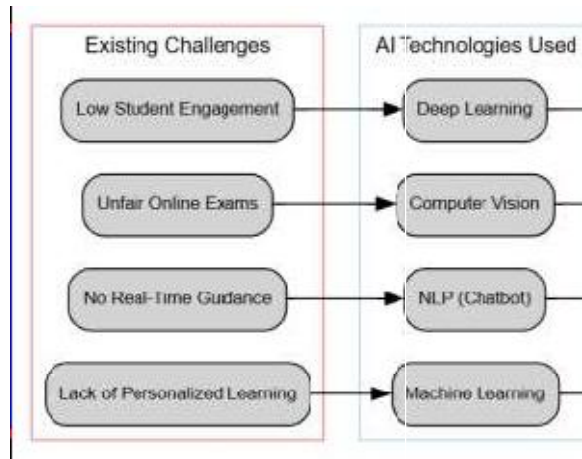 Existing Challenges
AI Technologies Used
Low Student Engagement
Deep Learning
Unfair Online Exams
Computer Vision
No Real-Time Guidance
NLP (Chatbot)
Lack of Personalized Learning
Machine Learning